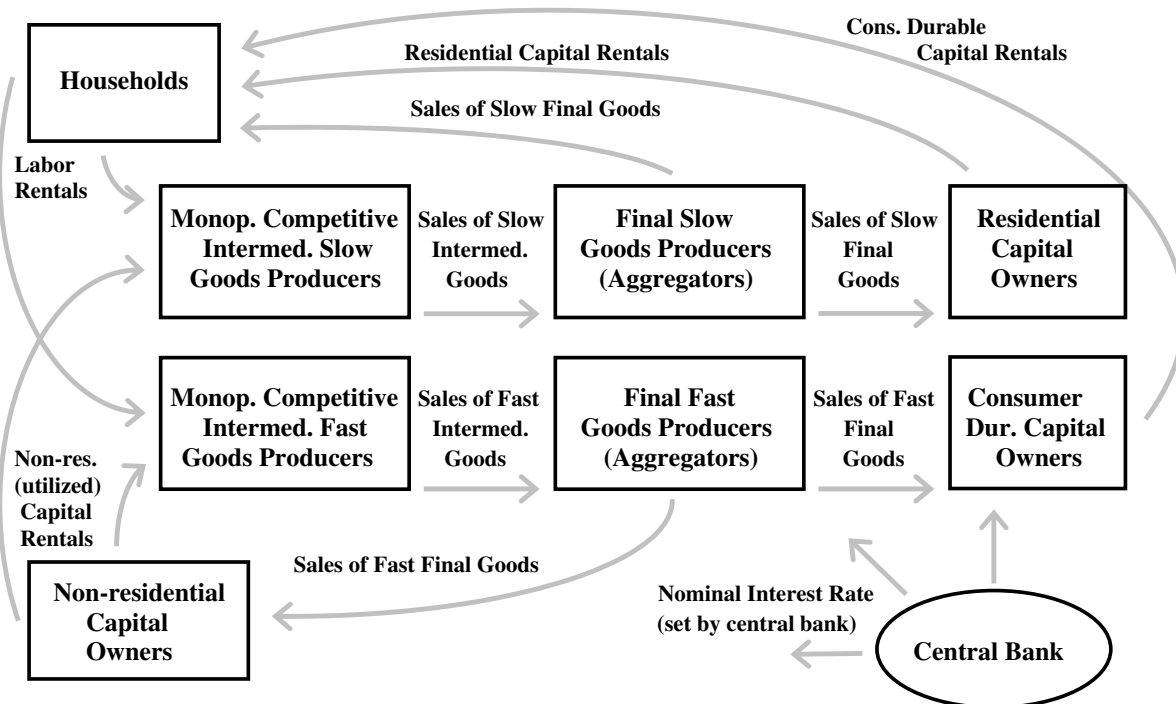 Cons. Durable
Capital Rentals
Residential Capital Rentals
Households
Sales of Slow Final Goods
Labor
Rentals
Monop. Competitive
Intermed. Slow
Goods Producers
Sales of Slow
Intermed.
Goods
Final Slow
Goods Producers
(Aggregators)
Sales of Slow
Final
Goods
Residential
Capital
Owners
Monop. Competitive
Intermed. Fast
Goods Producers
Sales of Fast
Intermed.
Goods
Final Fast
Goods Producers
(Aggregators)
Sales of Fast
Final
Goods
Consumer
Dur. Capital
Owners
Non-res.
(utilized)
Capital
Rentals
Sales of Fast Final Goods
Non-residential
Capital
Owners
Nominal Interest Rate
(set by central bank)
Central Bank